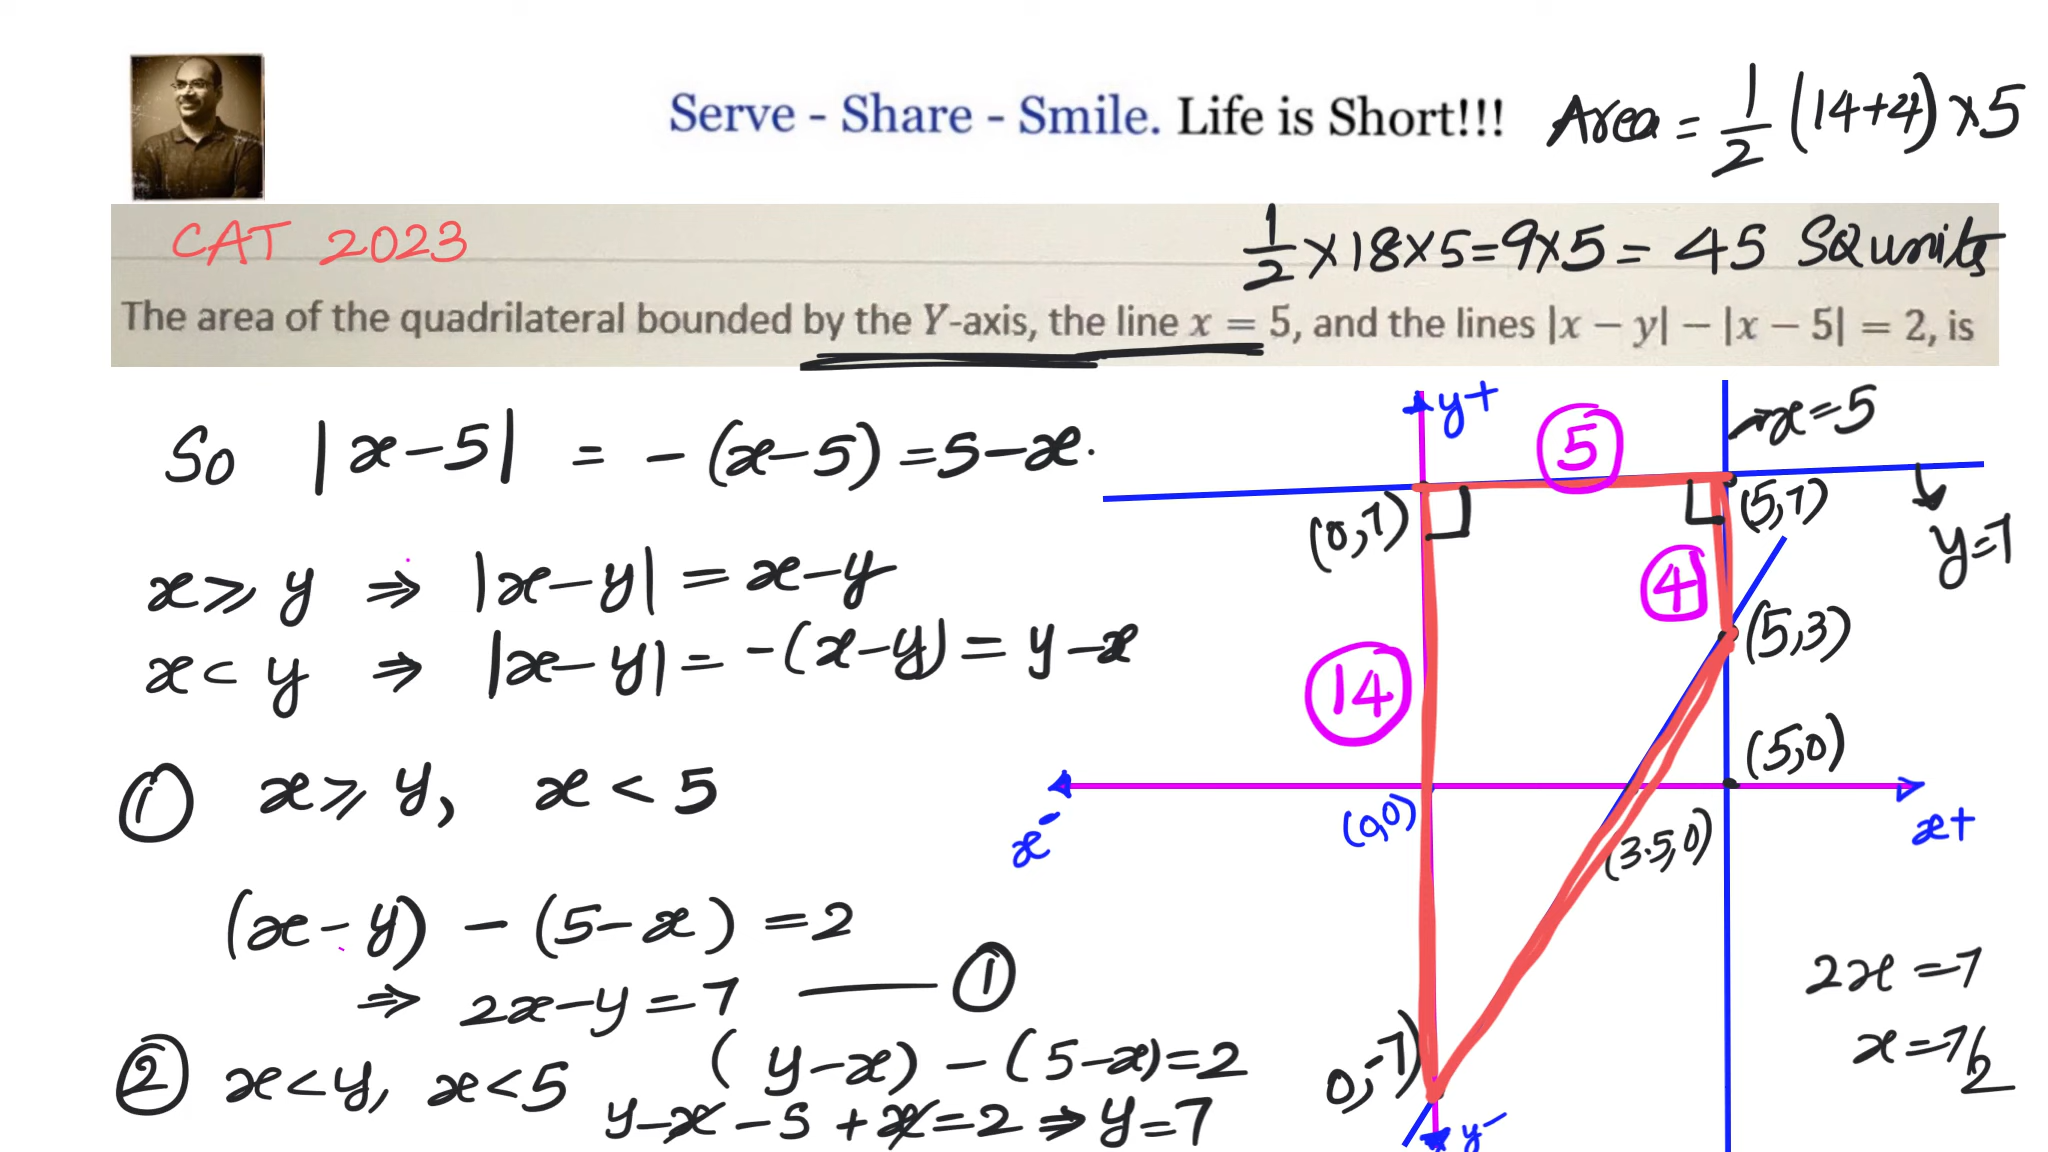 Serve - Share - Smile. Life is Short!!!
Area = 1/2 (14+4) × 5
CAT 2023
1/2 × 18 × 5 = 9 × 5 = 45 SQ units
The area of the quadrilateral bounded by the Y-axis, the line x = 5, and the lines |x − y| − |x − 5| = 2, is
So |x−5| = −(x−5) = 5−x.
x ≥ y ⇒ |x−y| = x−y
x < y ⇒ |x−y| = −(x−y) = y−x
① x ≥ y, x < 5
(x−y) − (5−x) = 2
⇒ 2x−y = 7 —— ①
② x < y, x < 5
(y−x) − (5−x) = 2
y−x−5+x = 2 ⇒ y = 7
y+
5
x=5
(0,7)
(5,7)
y=7
4
(5,3)
14
(5,0)
x-
(0,0)
(3.5,0)
x+
2x=7
x=7/2
0,-7)
y-